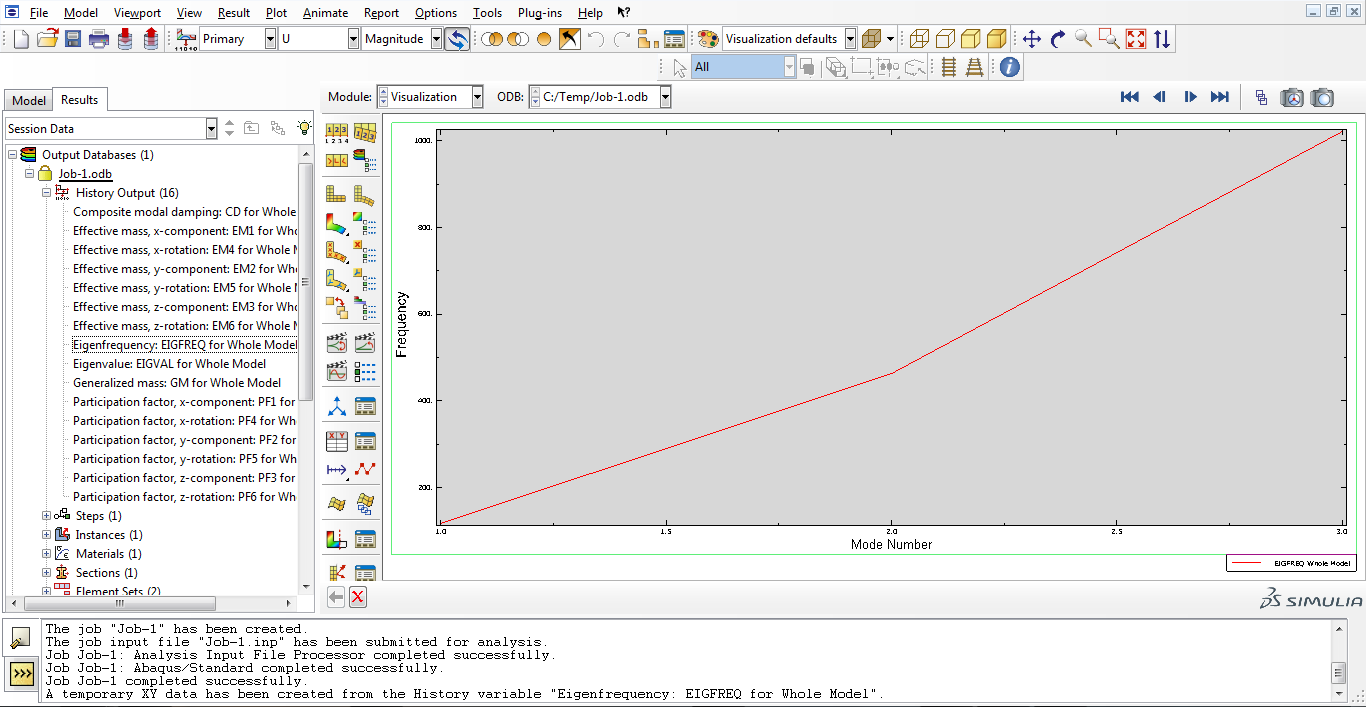 File Model Viewport View Result Plot Animate Report Options Tools Plug-ins Help
Primary U Magnitude Visualization defaults
All
Model Results Module: Visualization ODB: C:/Temp/Job-1.odb
Session Data
Output Databases (1)
Job-1.odb
History Output (16)
Composite modal damping: CD for Whole
Effective mass, x-component: EM1 for Who
Effective mass, x-rotation: EM4 for Whole M
Effective mass, y-component: EM2 for Who
Effective mass, y-rotation: EM5 for Whole M
Effective mass, z-component: EM3 for Who
Effective mass, z-rotation: EM6 for Whole M
Eigenfrequency: EIGFREQ for Whole Model
Eigenvalue: EIGVAL for Whole Model
Generalized mass: GM for Whole Model
Participation factor, x-component: PF1 for
Participation factor, x-rotation: PF4 for Wh
Participation factor, y-component: PF2 for
Participation factor, y-rotation: PF5 for Wh
Participation factor, z-component: PF3 for
Participation factor, z-rotation: PF6 for Wh
Steps (1)
Instances (1)
Materials (1)
Sections (1)
Element Sets (2)
1000.
800.
600.
400.
200.
Frequency
1.0 1.5 2.0 2.5 3.0
Mode Number
EIGFREQ Whole Model
SIMULIA
The job "Job-1" has been created.
The job input file "Job-1.inp" has been submitted for analysis.
Job Job-1: Analysis Input File Processor completed successfully.
Job Job-1: Abaqus/Standard completed successfully.
Job Job-1 completed successfully.
A temporary XY data has been created from the History variable "Eigenfrequency: EIGFREQ for Whole Model".